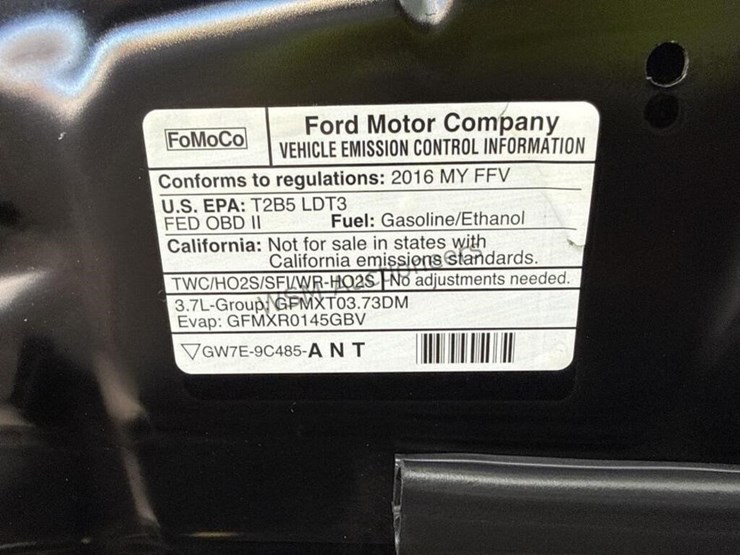 FoMoCo
Ford Motor Company
VEHICLE EMISSION CONTROL INFORMATION
Conforms to regulations: 2016 MY FFV
U.S. EPA: T2B5 LDT3
FED OBD II Fuel: Gasoline/Ethanol
California: Not for sale in states with
California emissions standards.
TWC/HO2S/SFI/WR-HO2S No adjustments needed.
3.7L-Group: GFMXT03.73DM
Evap: GFMXR0145GBV
GW7E-9C485-A N T
Auctioneers